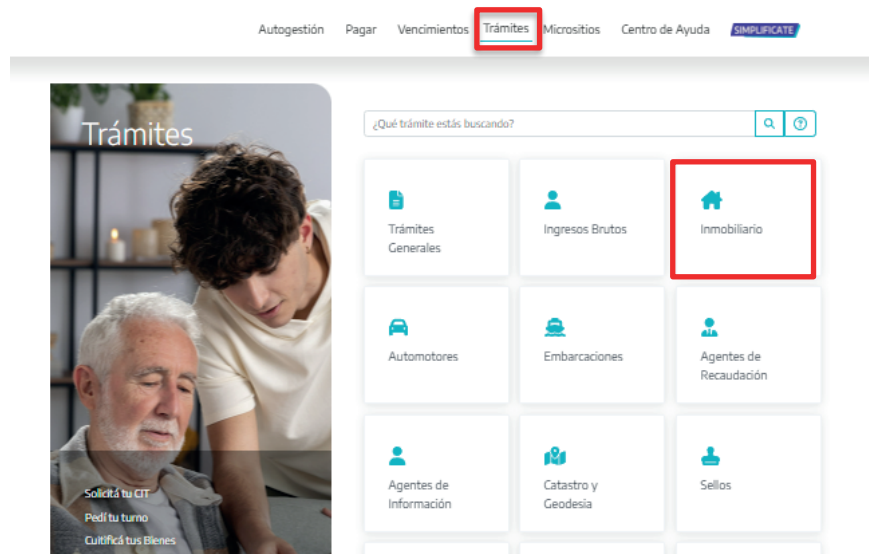 Autogestión Pagar Vencimientos Trámites Micrositios Centro de Ayuda SIMPLIFICATE
Trámites
¿Qué trámite estás buscando?
Trámites
Generales
Ingresos Brutos
Inmobiliario
Automotores
Embarcaciones
Agentes de
Recaudación
Agentes de
Información
Catastro y
Geodesia
Sellos
Solicitá tu CIT
Pedí tu turno
Cuitificá tus Bienes